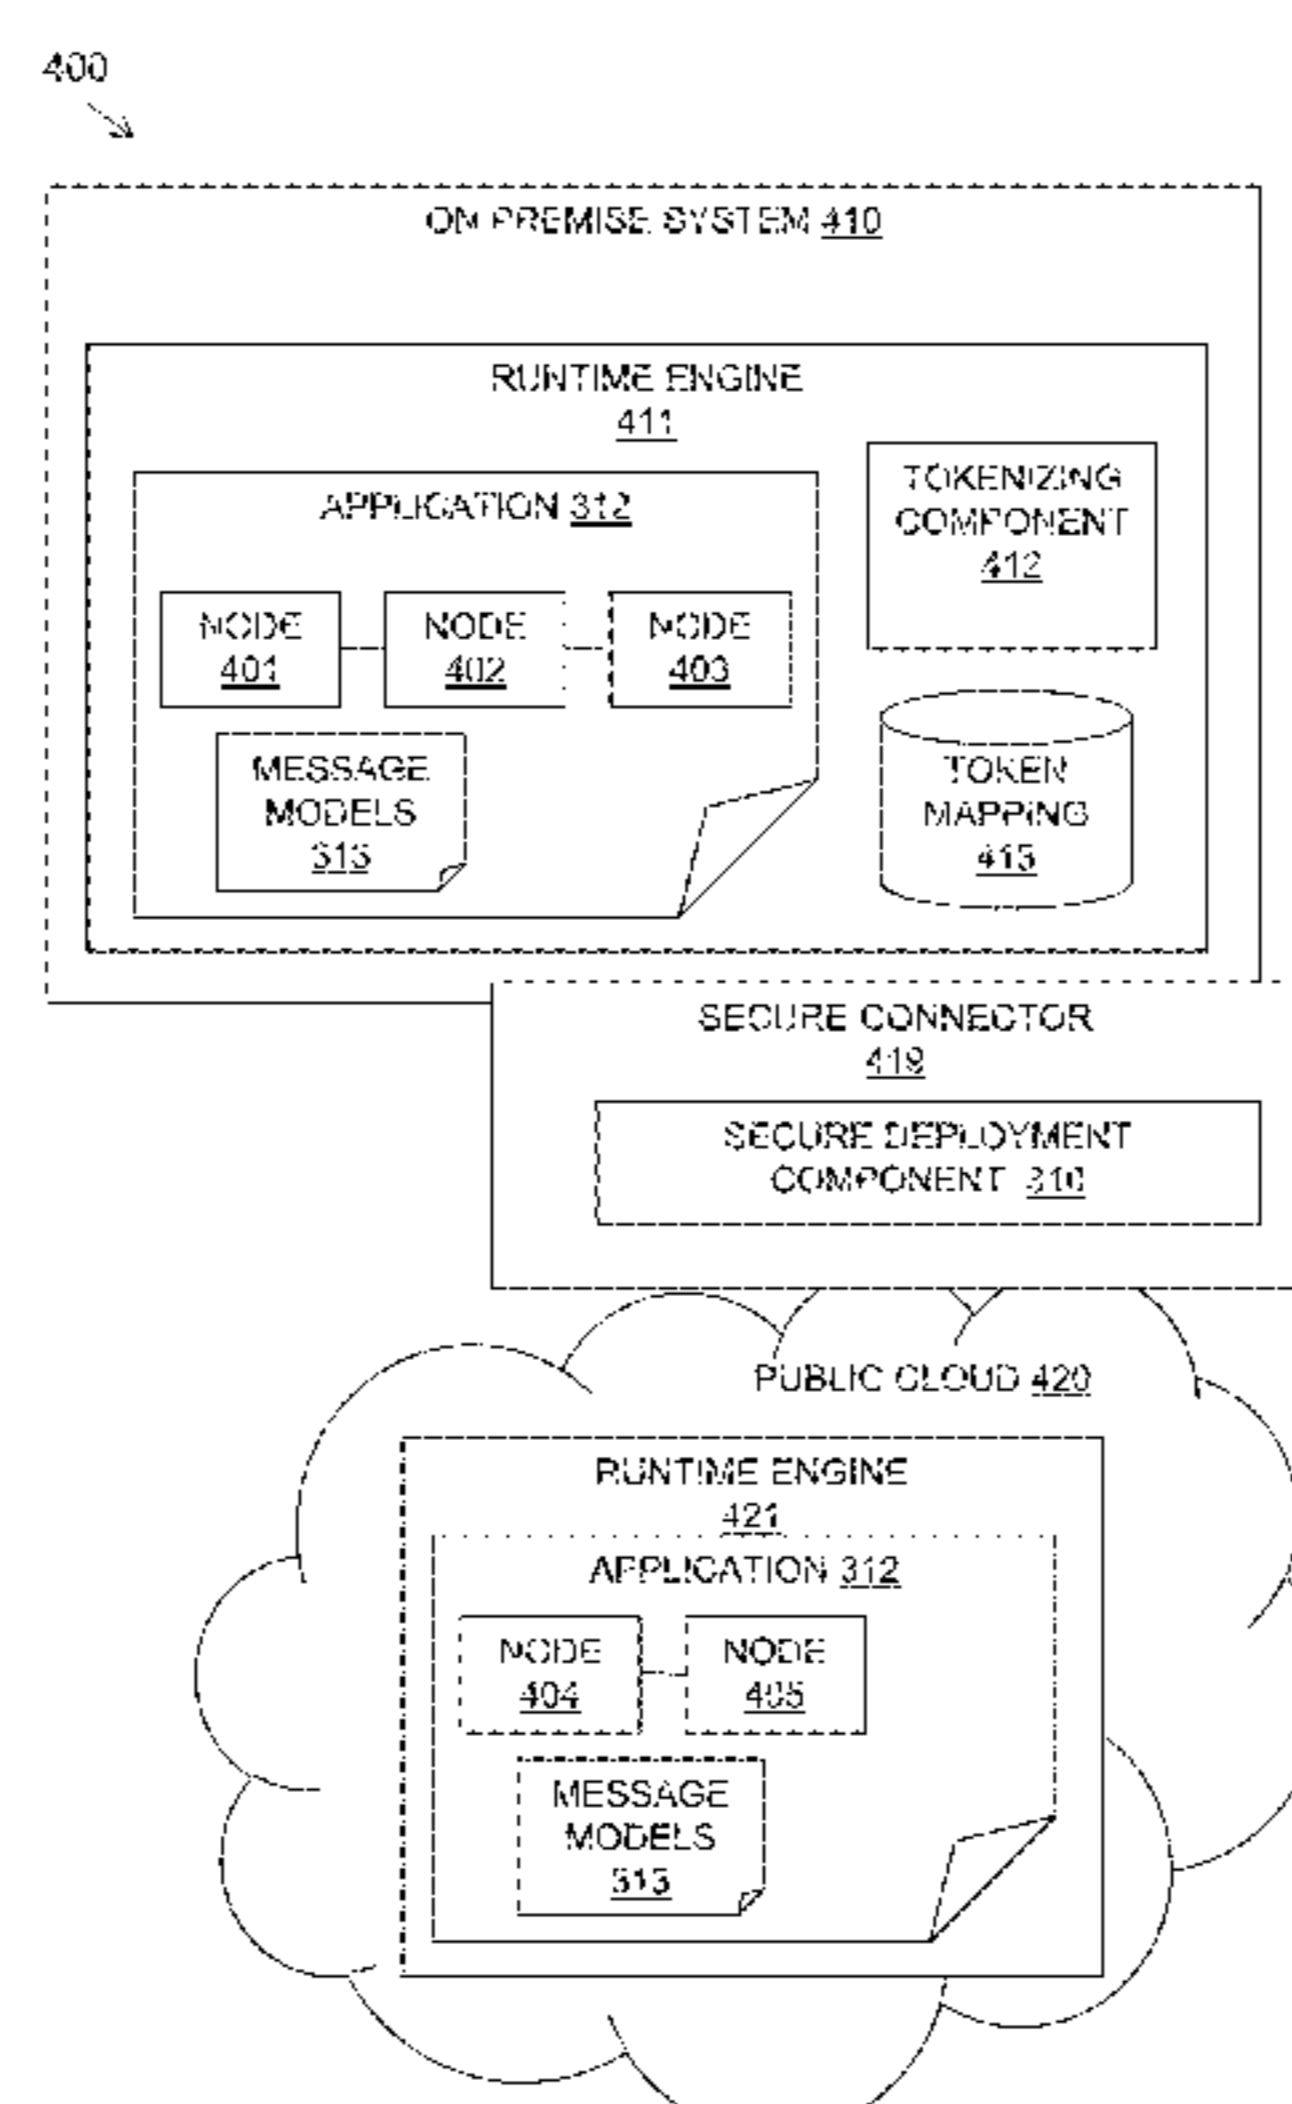 400
ON PREMISE SYSTEM 410
RUNTIME ENGINE
411
APPLICATION 312
TOKENIZING
COMPONENT
412
NODE
401
NODE
402
NODE
403
MESSAGE
MODELS
313
TOKEN
MAPPING
413
SECURE CONNECTOR
419
SECURE DEPLOYMENT
COMPONENT 310
PUBLIC CLOUD 420
RUNTIME ENGINE
421
APPLICATION 312
NODE
404
NODE
405
MESSAGE
MODELS
313